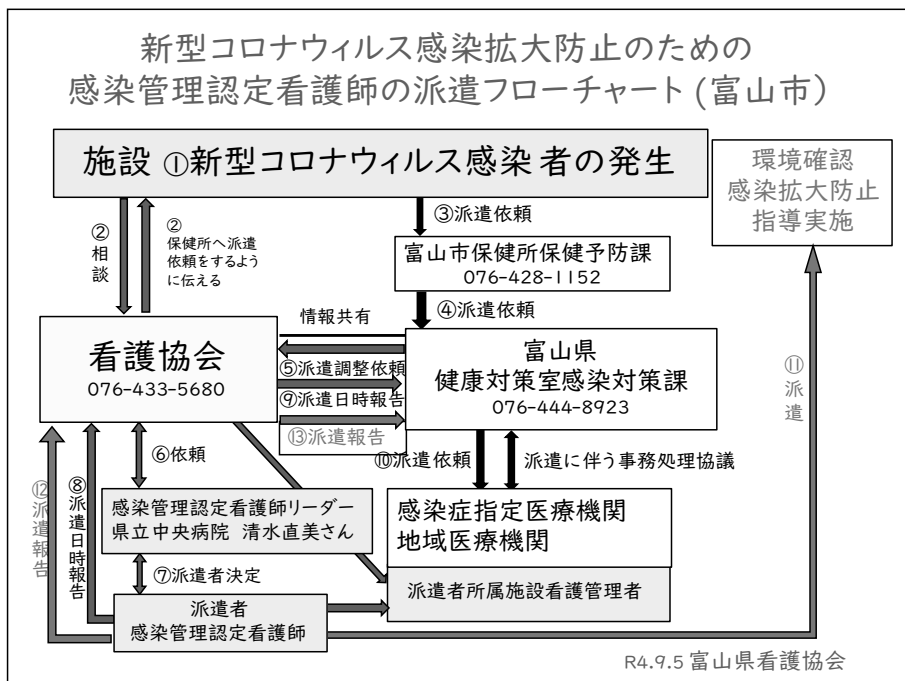 新型コロナウィルス感染拡大防止のための
感染管理認定看護師の派遣フローチャート(富山市)
施設 ①新型コロナウィルス感染者の発生
環境確認
感染拡大防止
指導実施
②相談
②
保健所へ派遣
依頼をするよう
に伝える
③派遣依頼
富山市保健所保健予防課
076-428-1152
④派遣依頼
情報共有
看護協会
076-433-5680
富山県
健康対策室感染対策課
076-444-8923
⑤派遣調整依頼
⑨派遣日時報告
⑬派遣報告
⑪派遣
⑥依頼
⑩派遣依頼
派遣に伴う事務処理協議
⑫派遣報告
⑧派遣日時報告
感染管理認定看護師リーダー
県立中央病院 清水直美さん
感染症指定医療機関
地域医療機関
⑦派遣者決定
派遣者所属施設看護管理者
派遣者
感染管理認定看護師
R4.9.5 富山県看護協会